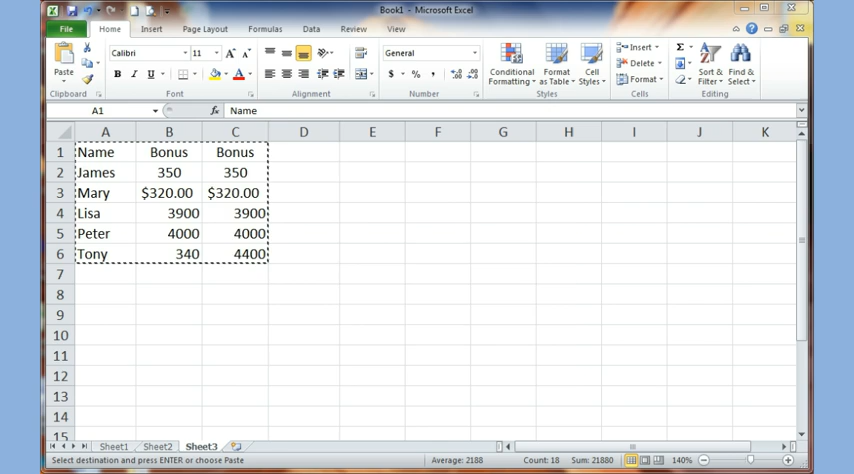 Book1 - Microsoft Excel
File Home Insert Page Layout Formulas Data Review View
Paste
Calibri 11
B I U
A A
General
$ % ,
Conditional Formatting
Format as Table
Cell Styles
Insert
Delete
Format
Σ
Sort & Filter
Find & Select
Clipboard Font Alignment Number Styles Cells Editing
A1 fx Name
A B C D E F G H I J K
1 Name Bonus Bonus
2 James 350 350
3 Mary $320.00 $320.00
4 Lisa 3900 3900
5 Peter 4000 4000
6 Tony 340 4400
7
8
9
10
11
12
13
14
15
Sheet1 Sheet2 Sheet3
Select destination and press ENTER or choose Paste Average: 2188 Count: 18 Sum: 21880 140%